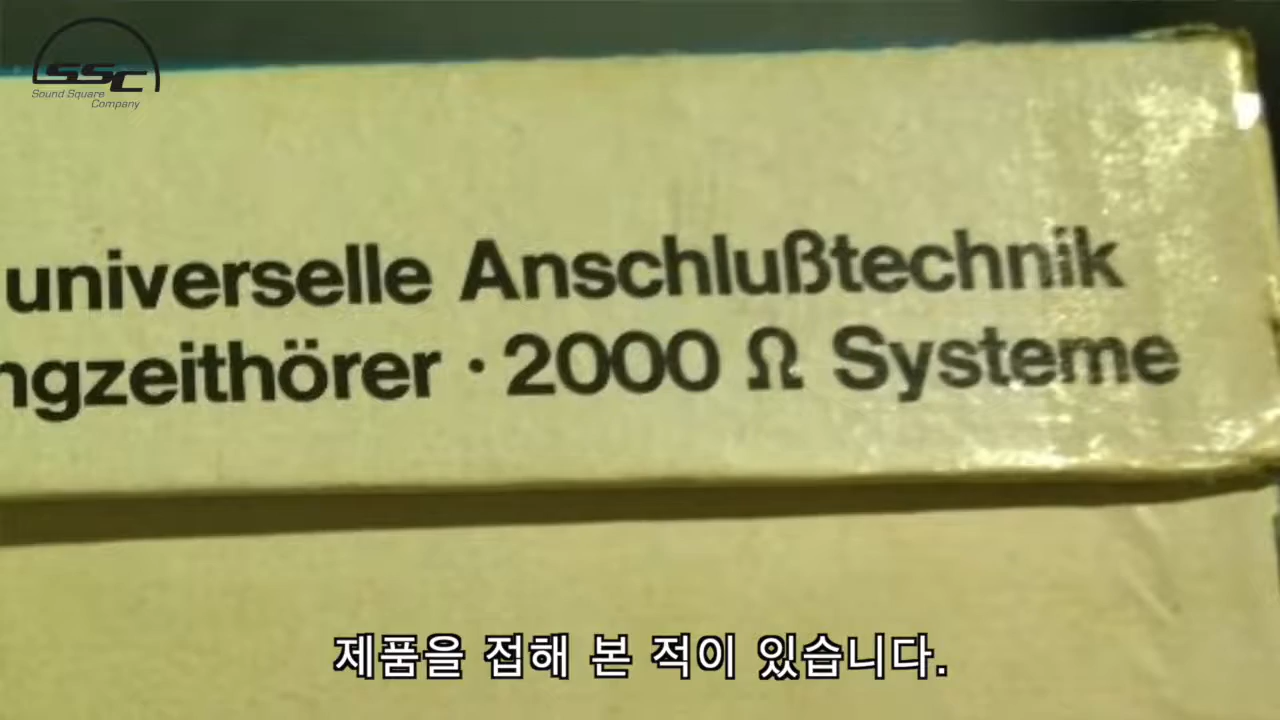 SSC
Sound Square
Company
universelle Anschlußtechnik
ngzeithörer · 2000 Ω Systeme
제품을 접해 본 적이 있습니다.